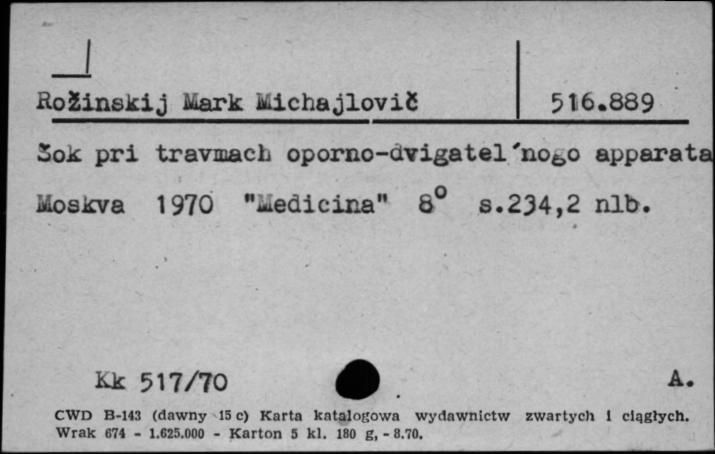 Rožinskij Mark Michajlovič 516.889
Šok pri travmach oporno-dvigatel´nogo apparata
Moskva 1970 "Medicina" 8° s.234,2 nlb.
Kk 517/70 A.
CWD B-143 (dawny 15 c) Karta katalogowa wydawnictw zwartych i ciągłych.
Wrak 674 - 1.625.000 - Karton 5 kl. 180 g, - 8.70.